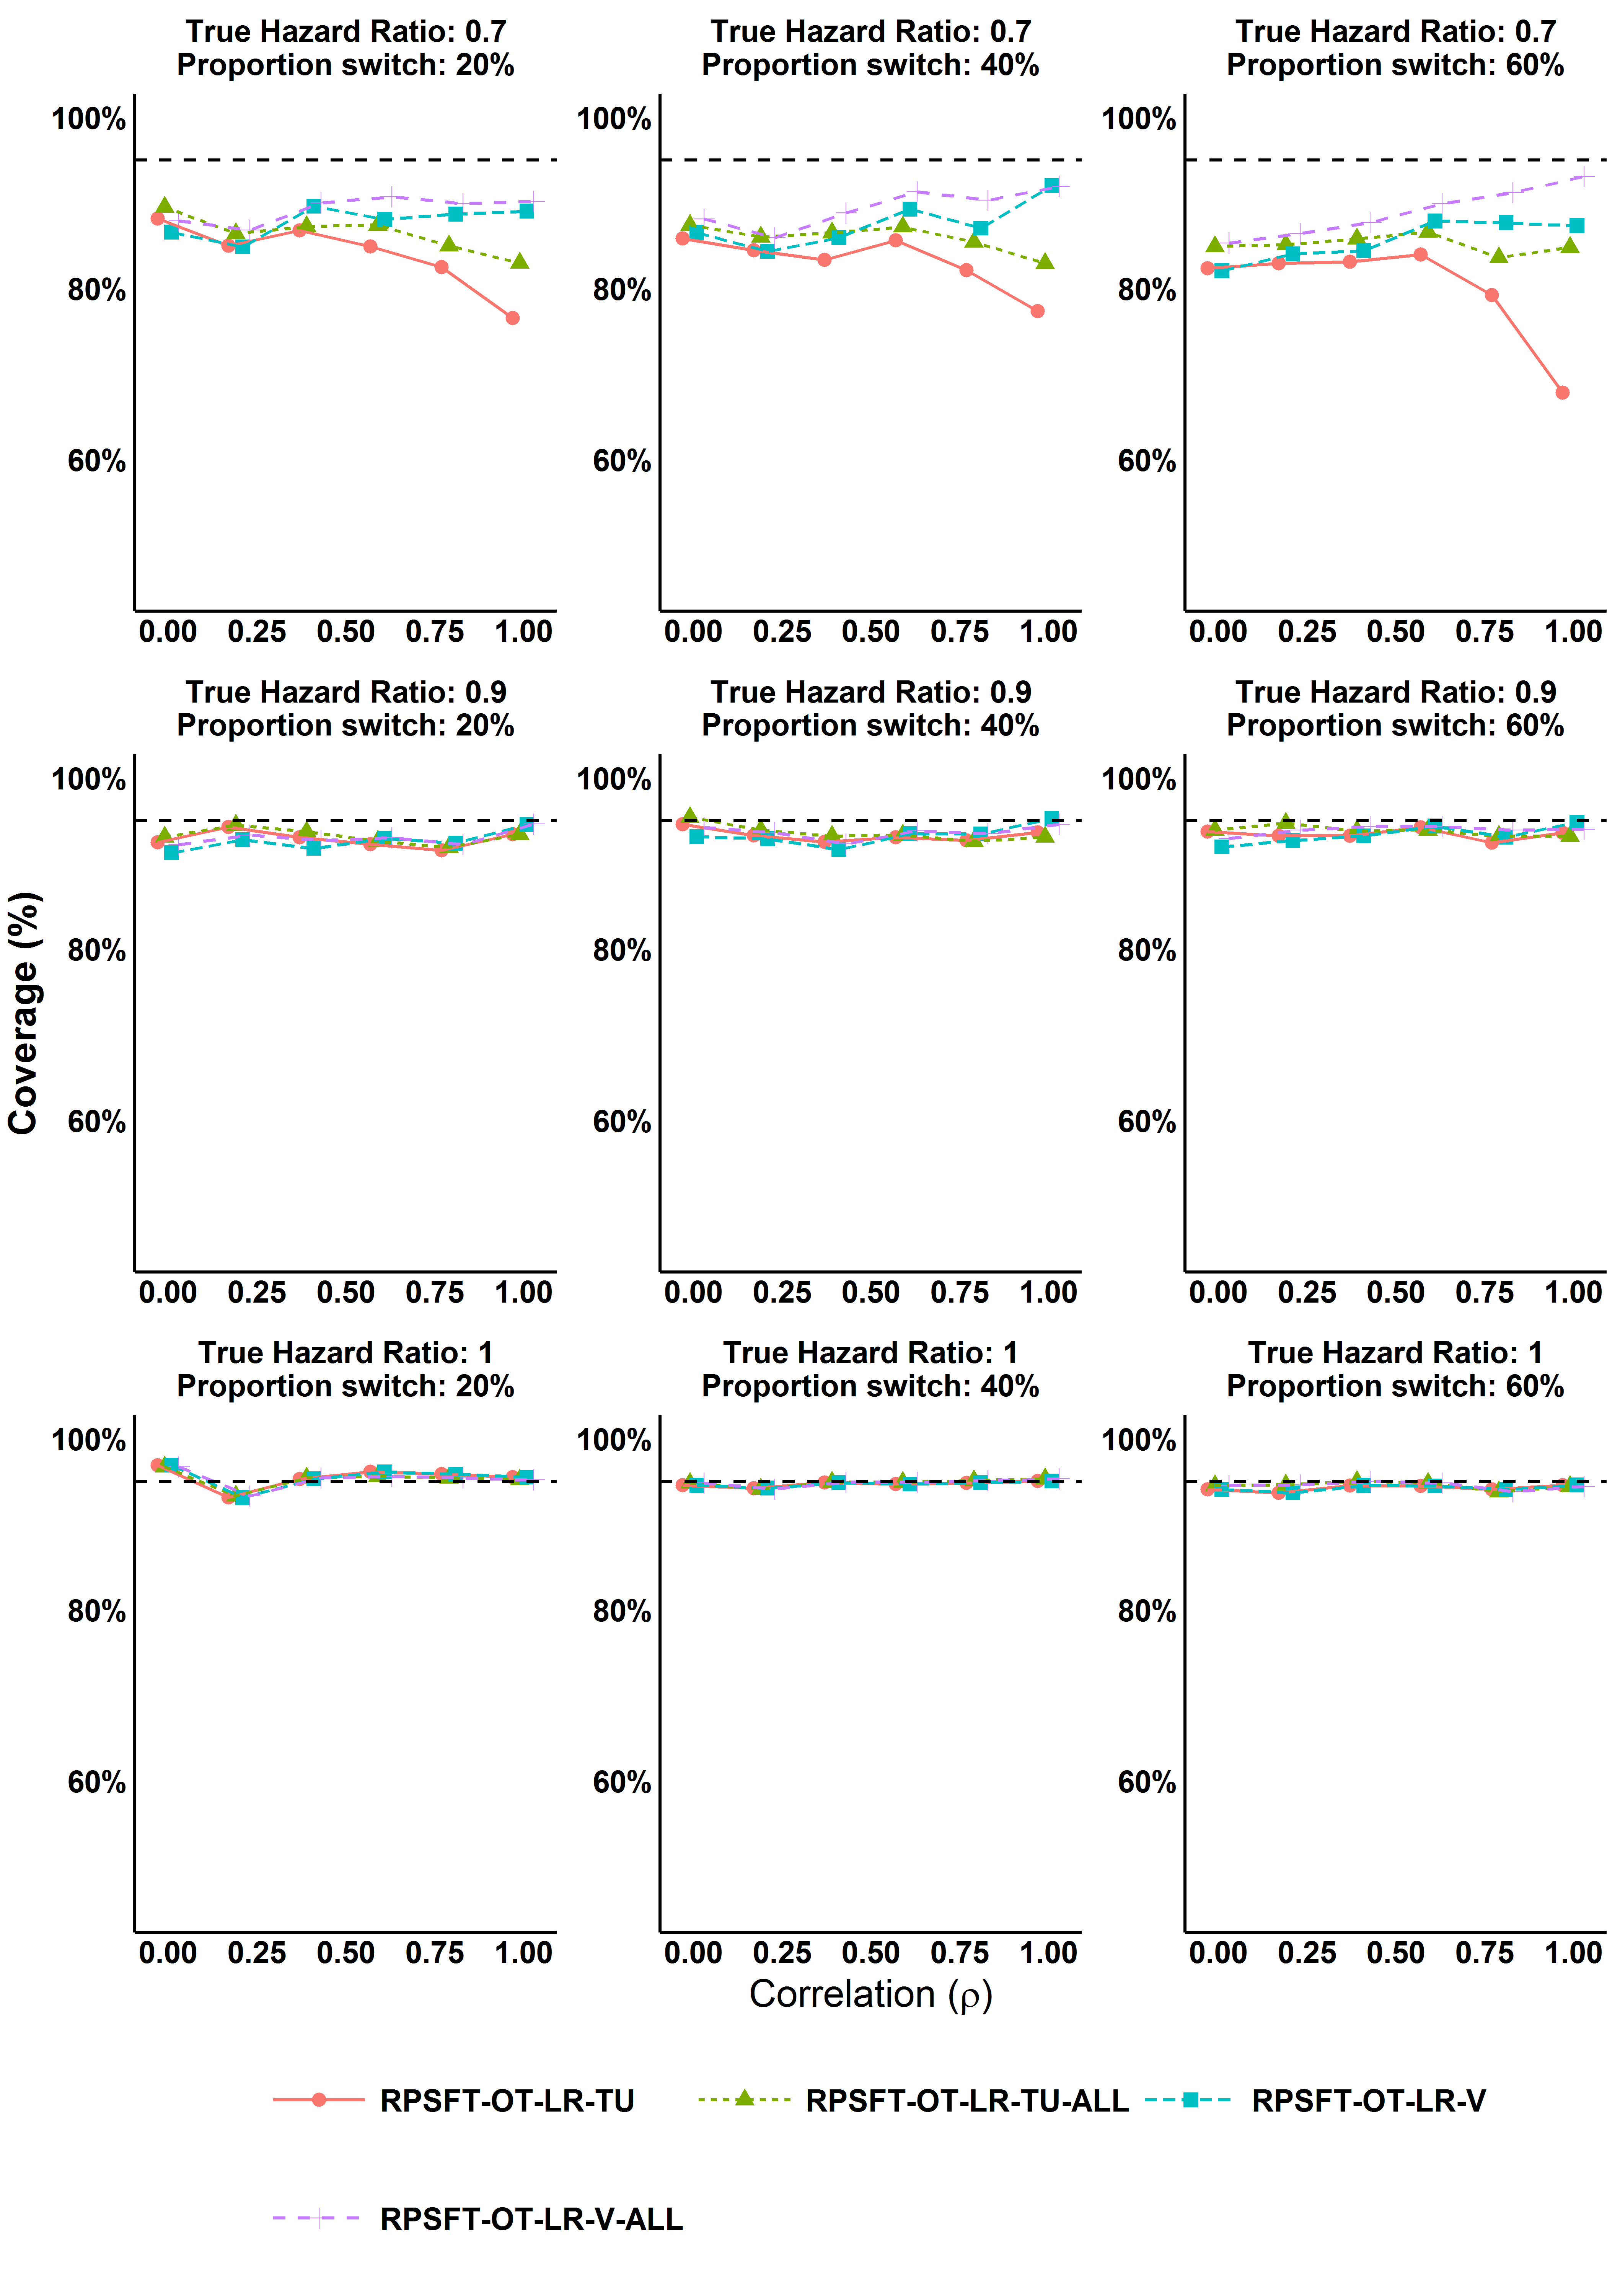 True Hazard Ratio: 0.7
Proportion switch: 20%
True Hazard Ratio: 0.7
Proportion switch: 40%
True Hazard Ratio: 0.7
Proportion switch: 60%
100%
80%
60%
0.00 0.25 0.50 0.75 1.00
100%
80%
60%
0.00 0.25 0.50 0.75 1.00
100%
80%
60%
0.00 0.25 0.50 0.75 1.00
True Hazard Ratio: 0.9
Proportion switch: 20%
True Hazard Ratio: 0.9
Proportion switch: 40%
True Hazard Ratio: 0.9
Proportion switch: 60%
Coverage (%)
100%
80%
60%
0.00 0.25 0.50 0.75 1.00
100%
80%
60%
0.00 0.25 0.50 0.75 1.00
100%
80%
60%
0.00 0.25 0.50 0.75 1.00
True Hazard Ratio: 1
Proportion switch: 20%
True Hazard Ratio: 1
Proportion switch: 40%
True Hazard Ratio: 1
Proportion switch: 60%
100%
80%
60%
0.00 0.25 0.50 0.75 1.00
100%
80%
60%
0.00 0.25 0.50 0.75 1.00
100%
80%
60%
0.00 0.25 0.50 0.75 1.00
Correlation (ρ)
RPSFT-OT-LR-TU
RPSFT-OT-LR-TU-ALL
RPSFT-OT-LR-V
RPSFT-OT-LR-V-ALL